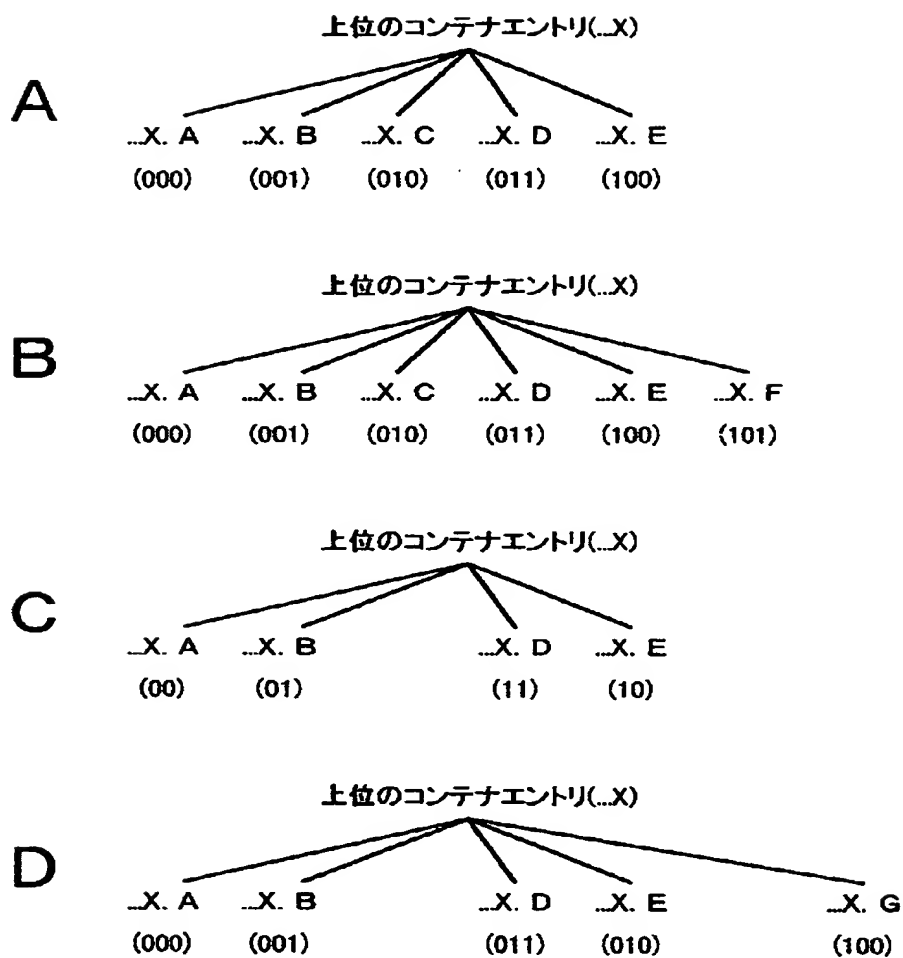 上位のコンテナエントリ(...X)
A
...X. A ...X. B ...X. C ...X. D ...X. E
(000) (001) (010) (011) (100)
上位のコンテナエントリ(...X)
B
...X. A ...X. B ...X. C ...X. D ...X. E ...X. F
(000) (001) (010) (011) (100) (101)
上位のコンテナエントリ(...X)
C
...X. A ...X. B ...X. D ...X. E
(00) (01) (11) (10)
上位のコンテナエントリ(...X)
D
...X. A ...X. B ...X. D ...X. E ...X. G
(000) (001) (011) (010) (100)